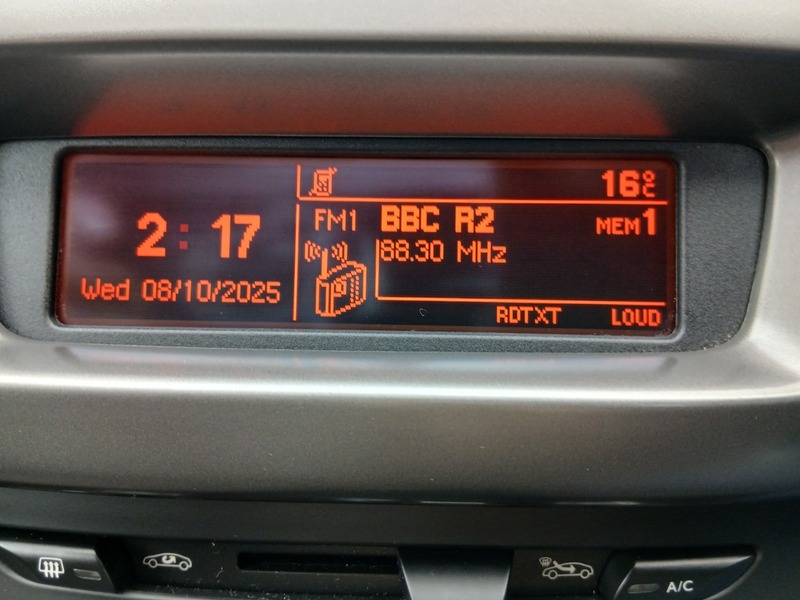 16°C
2:17
FM1 BBC R2 MEM1
88.30 MHz
Wed 08/10/2025
RDTXT LOUD
A/C